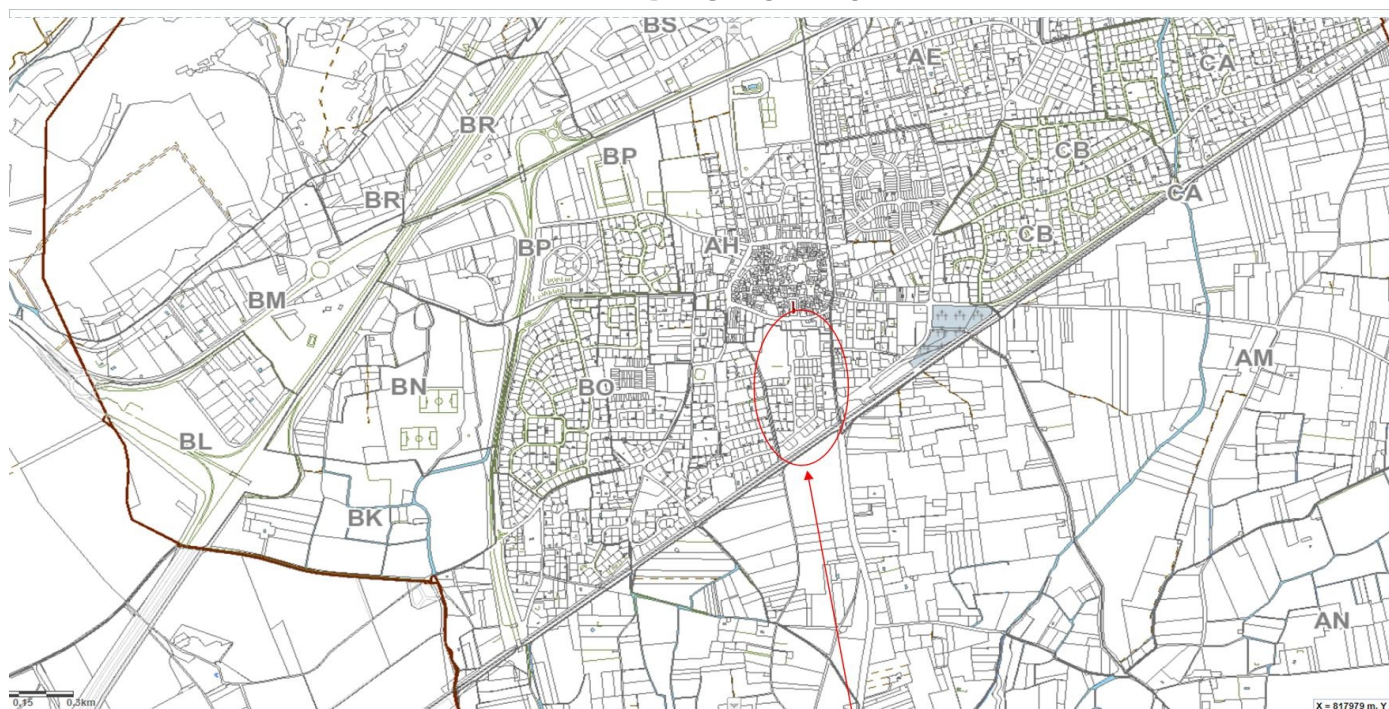 BS
AE
CA
BR
BP
CB
BR
CA
AH
BP
CB
BM
AM
BN
BO
BL
BK
AN
0.15 0.3km
X = 817979 m, Y